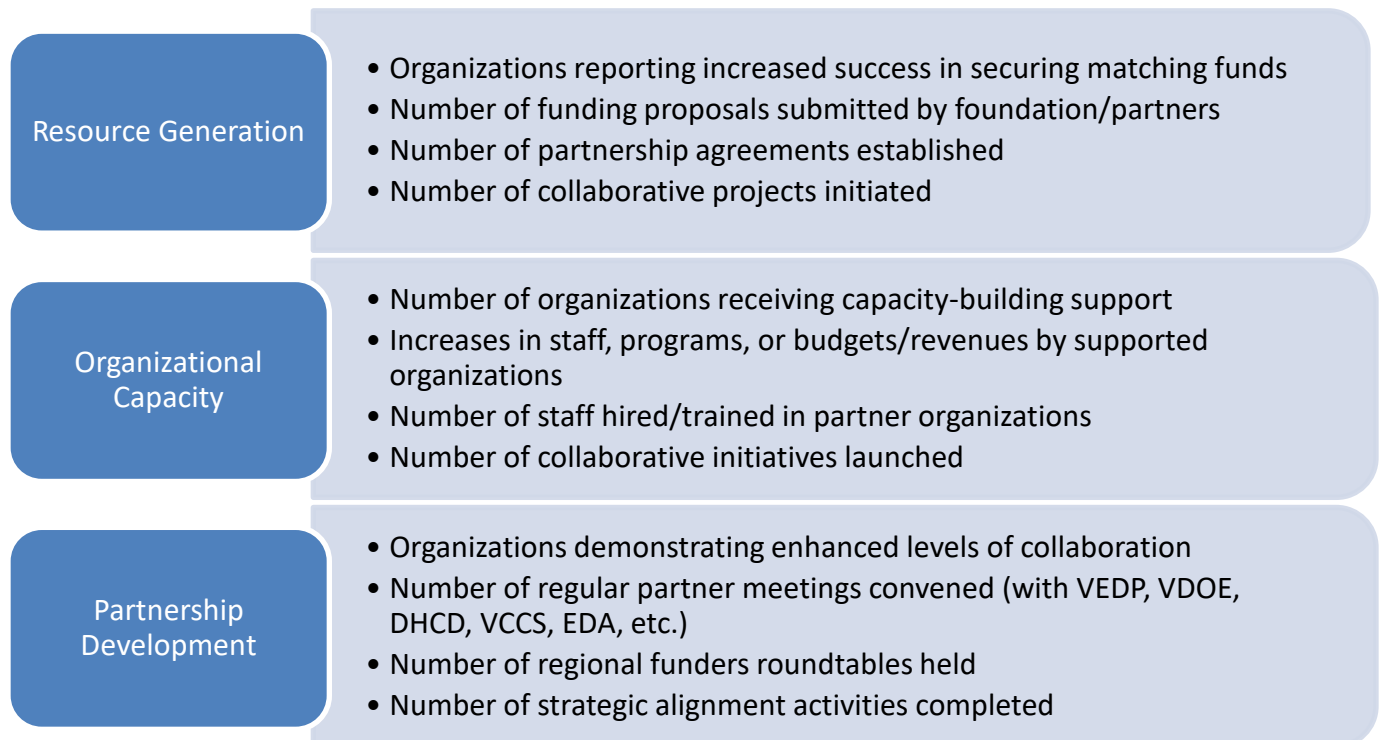 Resource Generation
• Organizations reporting increased success in securing matching funds
• Number of funding proposals submitted by foundation/partners
• Number of partnership agreements established
• Number of collaborative projects initiated
Organizational
Capacity
• Number of organizations receiving capacity-building support
• Increases in staff, programs, or budgets/revenues by supported
organizations
• Number of staff hired/trained in partner organizations
• Number of collaborative initiatives launched
Partnership
Development
• Organizations demonstrating enhanced levels of collaboration
• Number of regular partner meetings convened (with VEDP, VDOE,
DHCD, VCCS, EDA, etc.)
• Number of regional funders roundtables held
• Number of strategic alignment activities completed